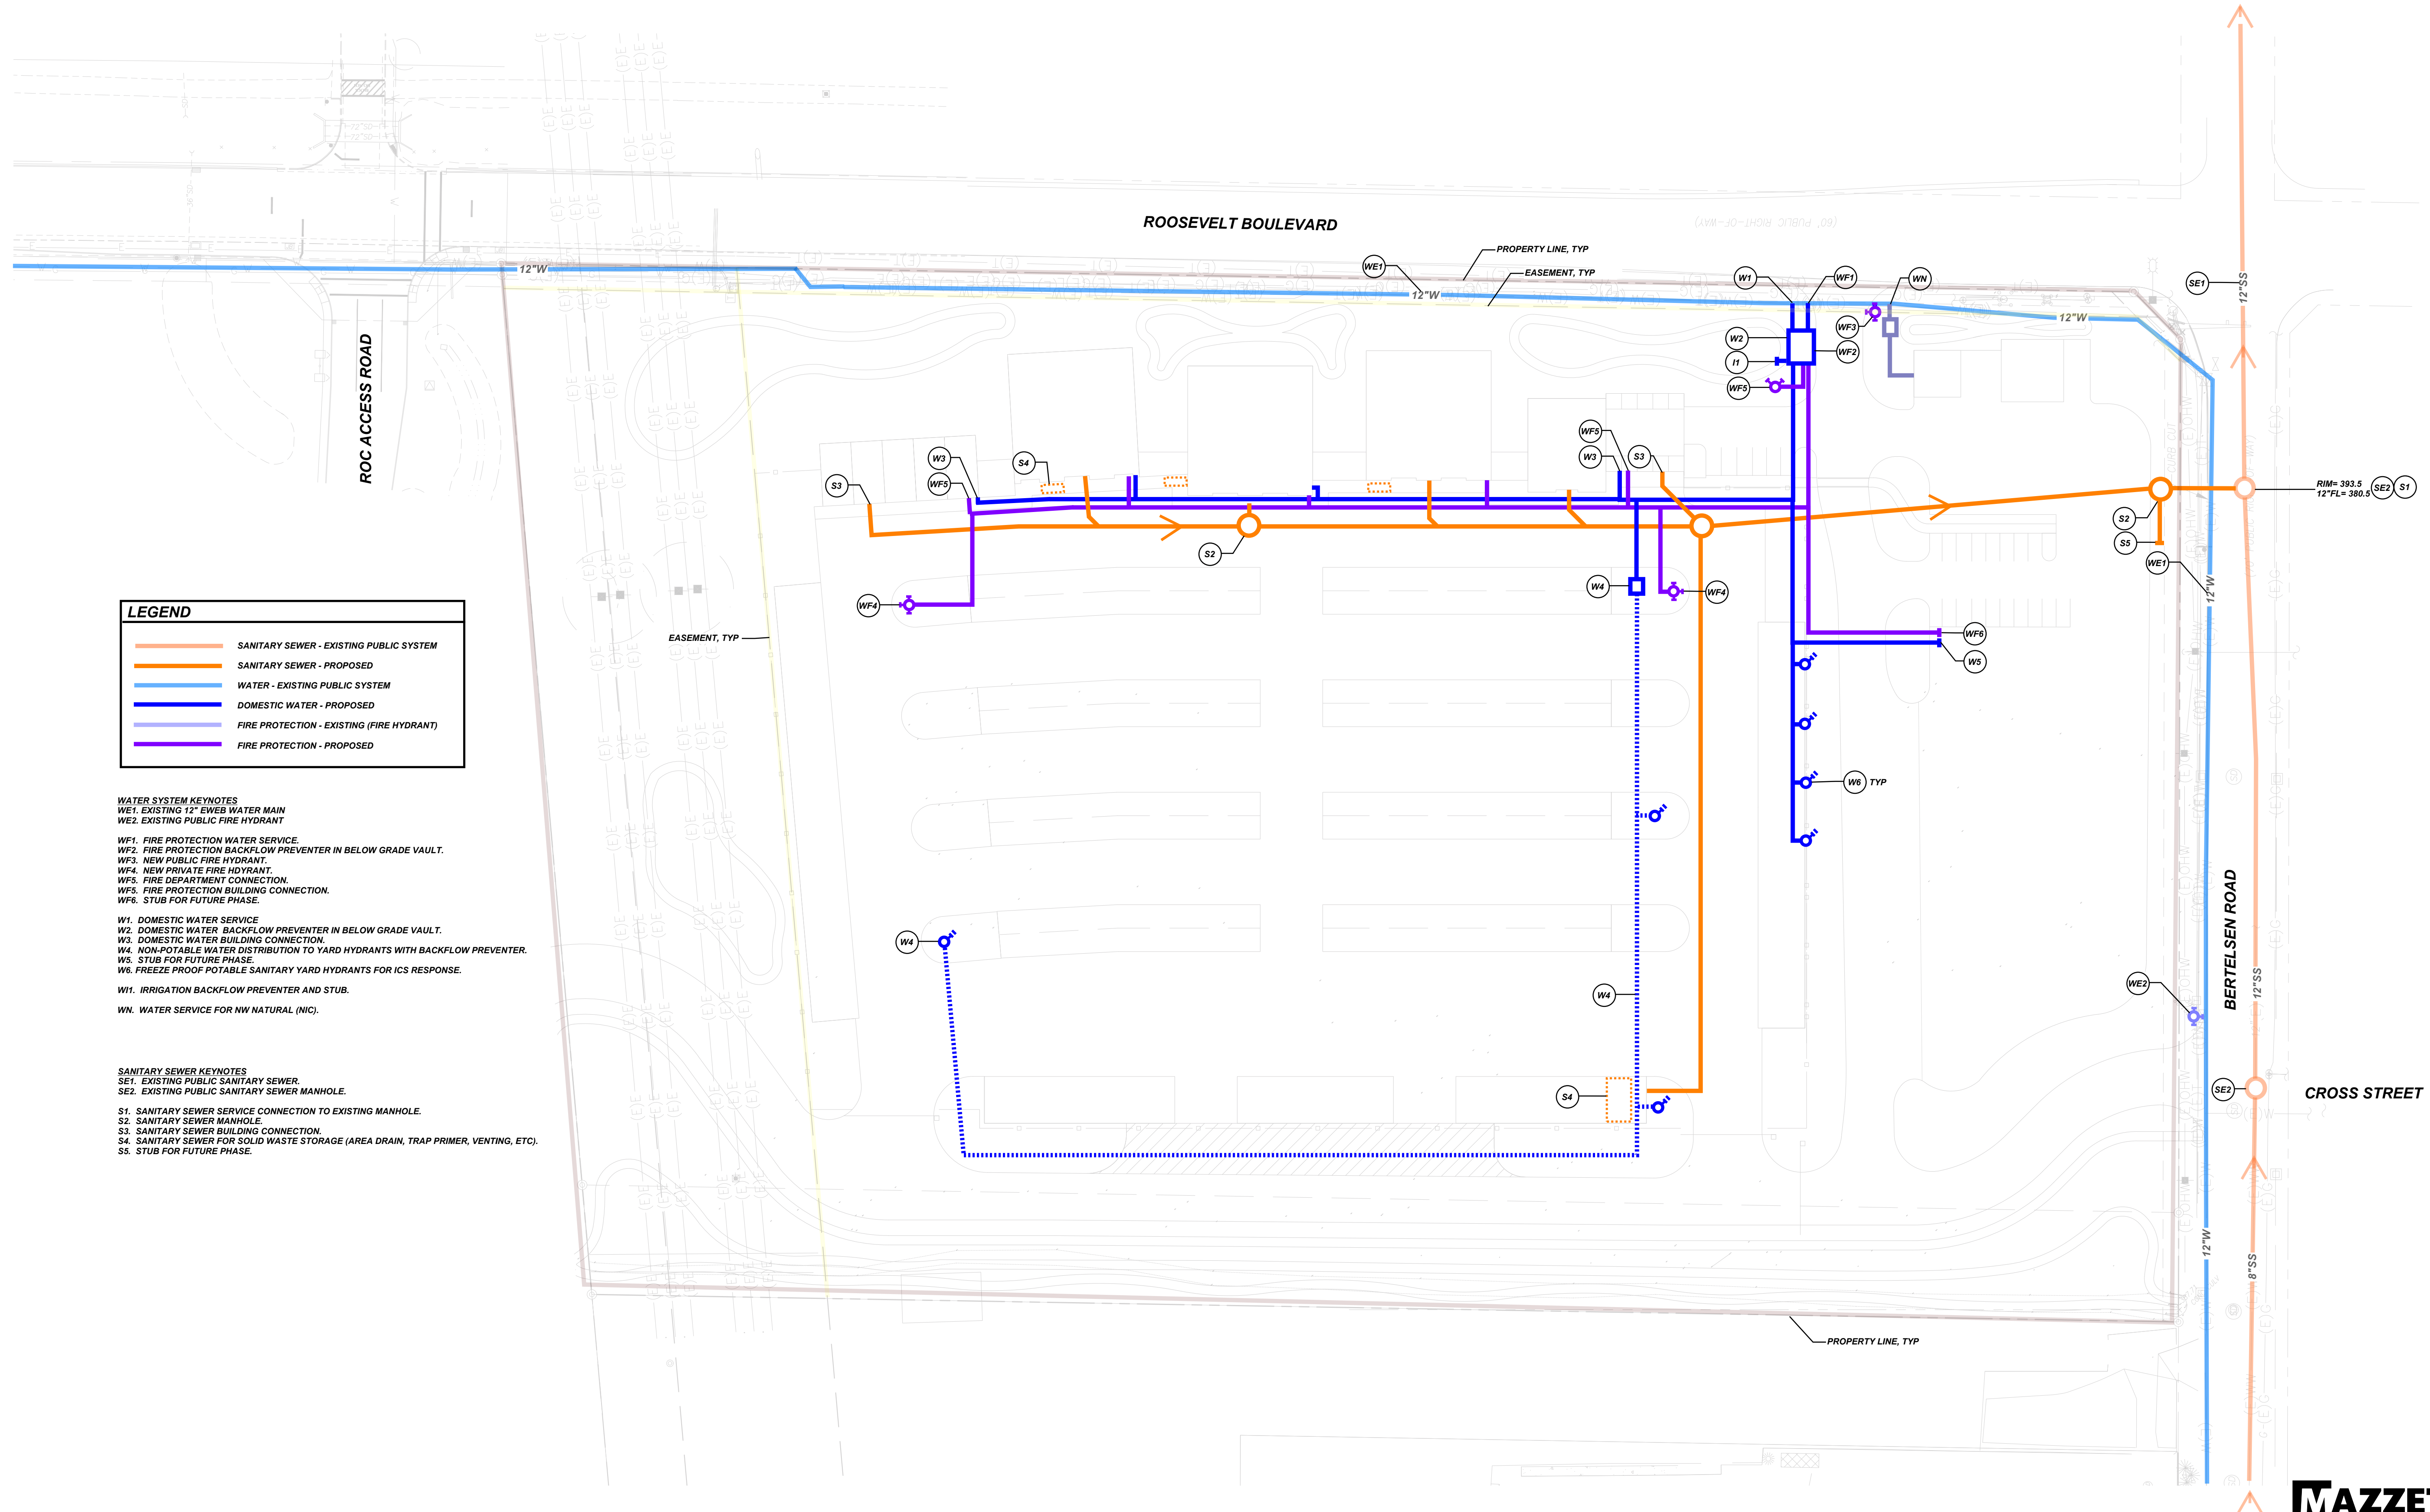 ROOSEVELT BOULEVARD
(60' PUBLIC RIGHT-OF-WAY)
PROPERTY LINE, TYP
EASEMENT, TYP
WE1
12"W
12"W
12"W
W1
WF1
WN
WF3
W2
WF2
I1
WF5
SE1
12"SS
ROC ACCESS ROAD
W3
WF5
S4
S3
WF5
W3
S3
RIM= 393.5
12"FL= 380.5
SE2
S1
S2
S2
S5
WE1
12"W
WF4
W4
WF4
EASEMENT, TYP
WF6
W5
W6 TYP
W4
W4
WE2
BERTELSEN ROAD
12"SS
SE2
CROSS STREET
S4
12"W
8"SS
PROPERTY LINE, TYP
LEGEND
SANITARY SEWER - EXISTING PUBLIC SYSTEM
SANITARY SEWER - PROPOSED
WATER - EXISTING PUBLIC SYSTEM
DOMESTIC WATER - PROPOSED
FIRE PROTECTION - EXISTING (FIRE HYDRANT)
FIRE PROTECTION - PROPOSED
WATER SYSTEM KEYNOTES
WE1. EXISTING 12" EWEB WATER MAIN
WE2. EXISTING PUBLIC FIRE HYDRANT
WF1. FIRE PROTECTION WATER SERVICE.
WF2. FIRE PROTECTION BACKFLOW PREVENTER IN BELOW GRADE VAULT.
WF3. NEW PUBLIC FIRE HYDRANT.
WF4. NEW PRIVATE FIRE HDYRANT.
WF5. FIRE DEPARTMENT CONNECTION.
WF5. FIRE PROTECTION BUILDING CONNECTION.
WF6. STUB FOR FUTURE PHASE.
W1. DOMESTIC WATER SERVICE
W2. DOMESTIC WATER BACKFLOW PREVENTER IN BELOW GRADE VAULT.
W3. DOMESTIC WATER BUILDING CONNECTION.
W4. NON-POTABLE WATER DISTRIBUTION TO YARD HYDRANTS WITH BACKFLOW PREVENTER.
W5. STUB FOR FUTURE PHASE.
W6. FREEZE PROOF POTABLE SANITARY YARD HYDRANTS FOR ICS RESPONSE.
WI1. IRRIGATION BACKFLOW PREVENTER AND STUB.
WN. WATER SERVICE FOR NW NATURAL (NIC).
SANITARY SEWER KEYNOTES
SE1. EXISTING PUBLIC SANITARY SEWER.
SE2. EXISTING PUBLIC SANITARY SEWER MANHOLE.
S1. SANITARY SEWER SERVICE CONNECTION TO EXISTING MANHOLE.
S2. SANITARY SEWER MANHOLE.
S3. SANITARY SEWER BUILDING CONNECTION.
S4. SANITARY SEWER FOR SOLID WASTE STORAGE (AREA DRAIN, TRAP PRIMER, VENTING, ETC).
S5. STUB FOR FUTURE PHASE.